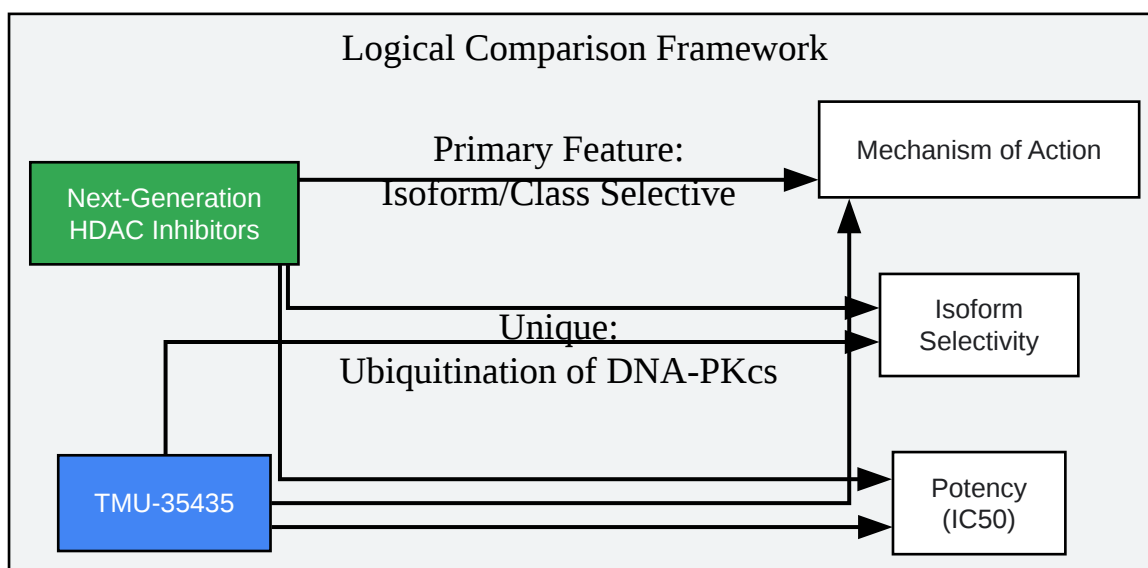 Logical Comparison Framework
Primary Feature:
Isoform/Class Selective
Mechanism of Action
Next-Generation
HDAC Inhibitors
Isoform
Selectivity
Unique:
Ubiquitination of DNA-PKcs
TMU-35435
Potency
(IC50)